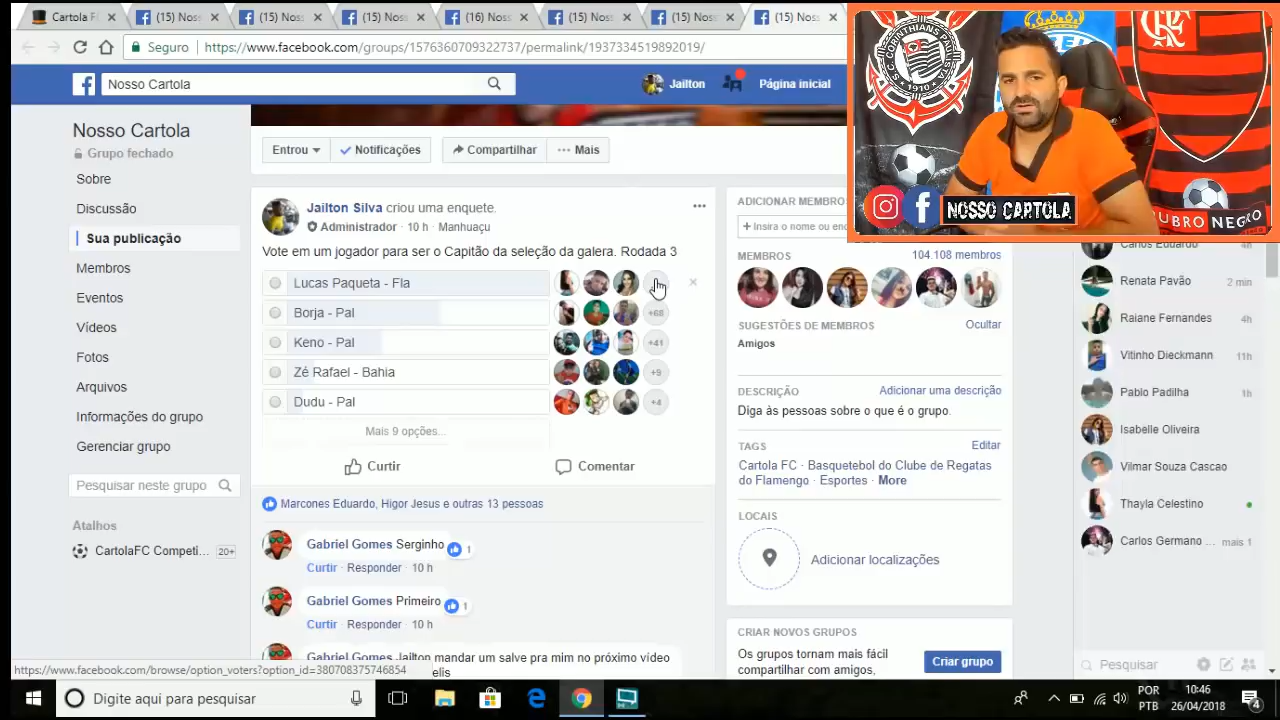 Cartola F
(15) Noss
(15) Noss
(15) Noss
(16) Noss
(15) Noss
(15) Noss
(15) Noss
Seguro
https://www.facebook.com/groups/1576360709322737/permalink/1937334519892019/
Nosso Cartola
Jailton
Página inicial
S.C. CORINTHIANS PAULISTA
1910
RUBRO NEGRO
NOSSO CARTOLA
Nosso Cartola
Grupo fechado
Sobre
Discussão
Sua publicação
Membros
Eventos
Vídeos
Fotos
Arquivos
Informações do grupo
Gerenciar grupo
Pesquisar neste grupo
Atalhos
CartolaFC Competi... 20+
Entrou
Notificações
Compartilhar
Mais
Jailton Silva criou uma enquete.
Administrador · 10 h · Manhuaçu
Vote em um jogador para ser o Capitão da seleção da galera. Rodada 3
Lucas Paqueta - Fla
Borja - Pal +68
Keno - Pal +41
Zé Rafael - Bahia +9
Dudu - Pal +4
Mais 9 opções...
Curtir
Comentar
Marcones Eduardo, Higor Jesus e outras 13 pessoas
Gabriel Gomes Serginho 1
Curtir · Responder · 10 h
Gabriel Gomes Primeiro 1
Curtir · Responder · 10 h
Gabriel Gomes Jailton mandar um salve pra mim no próximo vídeo
elis
ADICIONAR MEMBROS
+ Insira o nome ou
MEMBROS
104.108 membros
SUGESTÕES DE MEMBROS
Ocultar
Amigos
DESCRIÇÃO
Adicionar uma descrição
Diga às pessoas sobre o que é o grupo.
TAGS
Editar
Cartola FC · Basquetebol do Clube de Regatas
do Flamengo · Esportes · More
LOCAIS
Adicionar localizações
CRIAR NOVOS GRUPOS
Os grupos tornam mais fácil
compartilhar com amigos,
Criar grupo
Carlos Eduardo 4h
Renata Pavão 2 min
Raiane Fernandes 4h
Vitinho Dieckmann 11h
Pablo Padilha 1h
Isabelle Oliveira
Vilmar Souza Cascao
Thayla Celestino
Carlos Germano ... mais 1
Pesquisar
https://www.facebook.com/browse/option_voters?option_id=380708375746854
Digite aqui para pesquisar
POR
PTB
10:46
26/04/2018
4